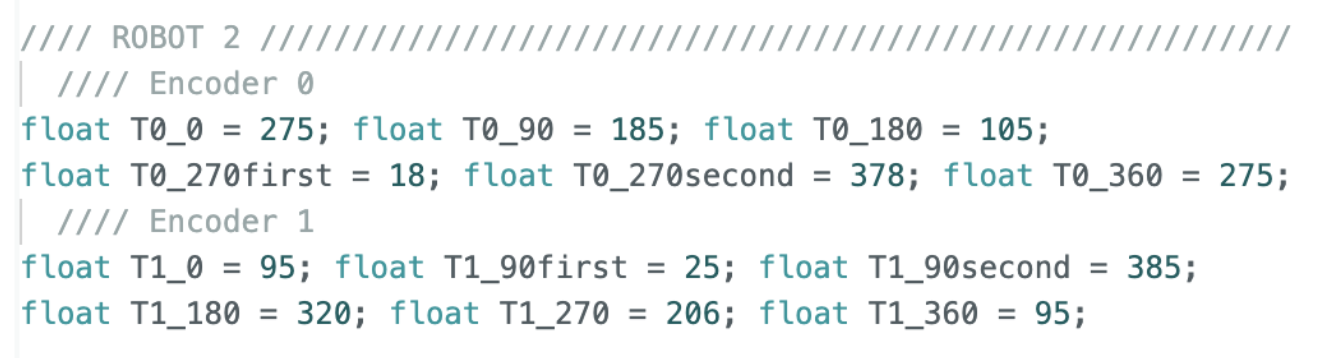 //// ROBOT 2 ////////////////////////////////////////////////////////
//// Encoder 0
float T0_0 = 275; float T0_90 = 185; float T0_180 = 105;
float T0_270first = 18; float T0_270second = 378; float T0_360 = 275;
//// Encoder 1
float T1_0 = 95; float T1_90first = 25; float T1_90second = 385;
float T1_180 = 320; float T1_270 = 206; float T1_360 = 95;